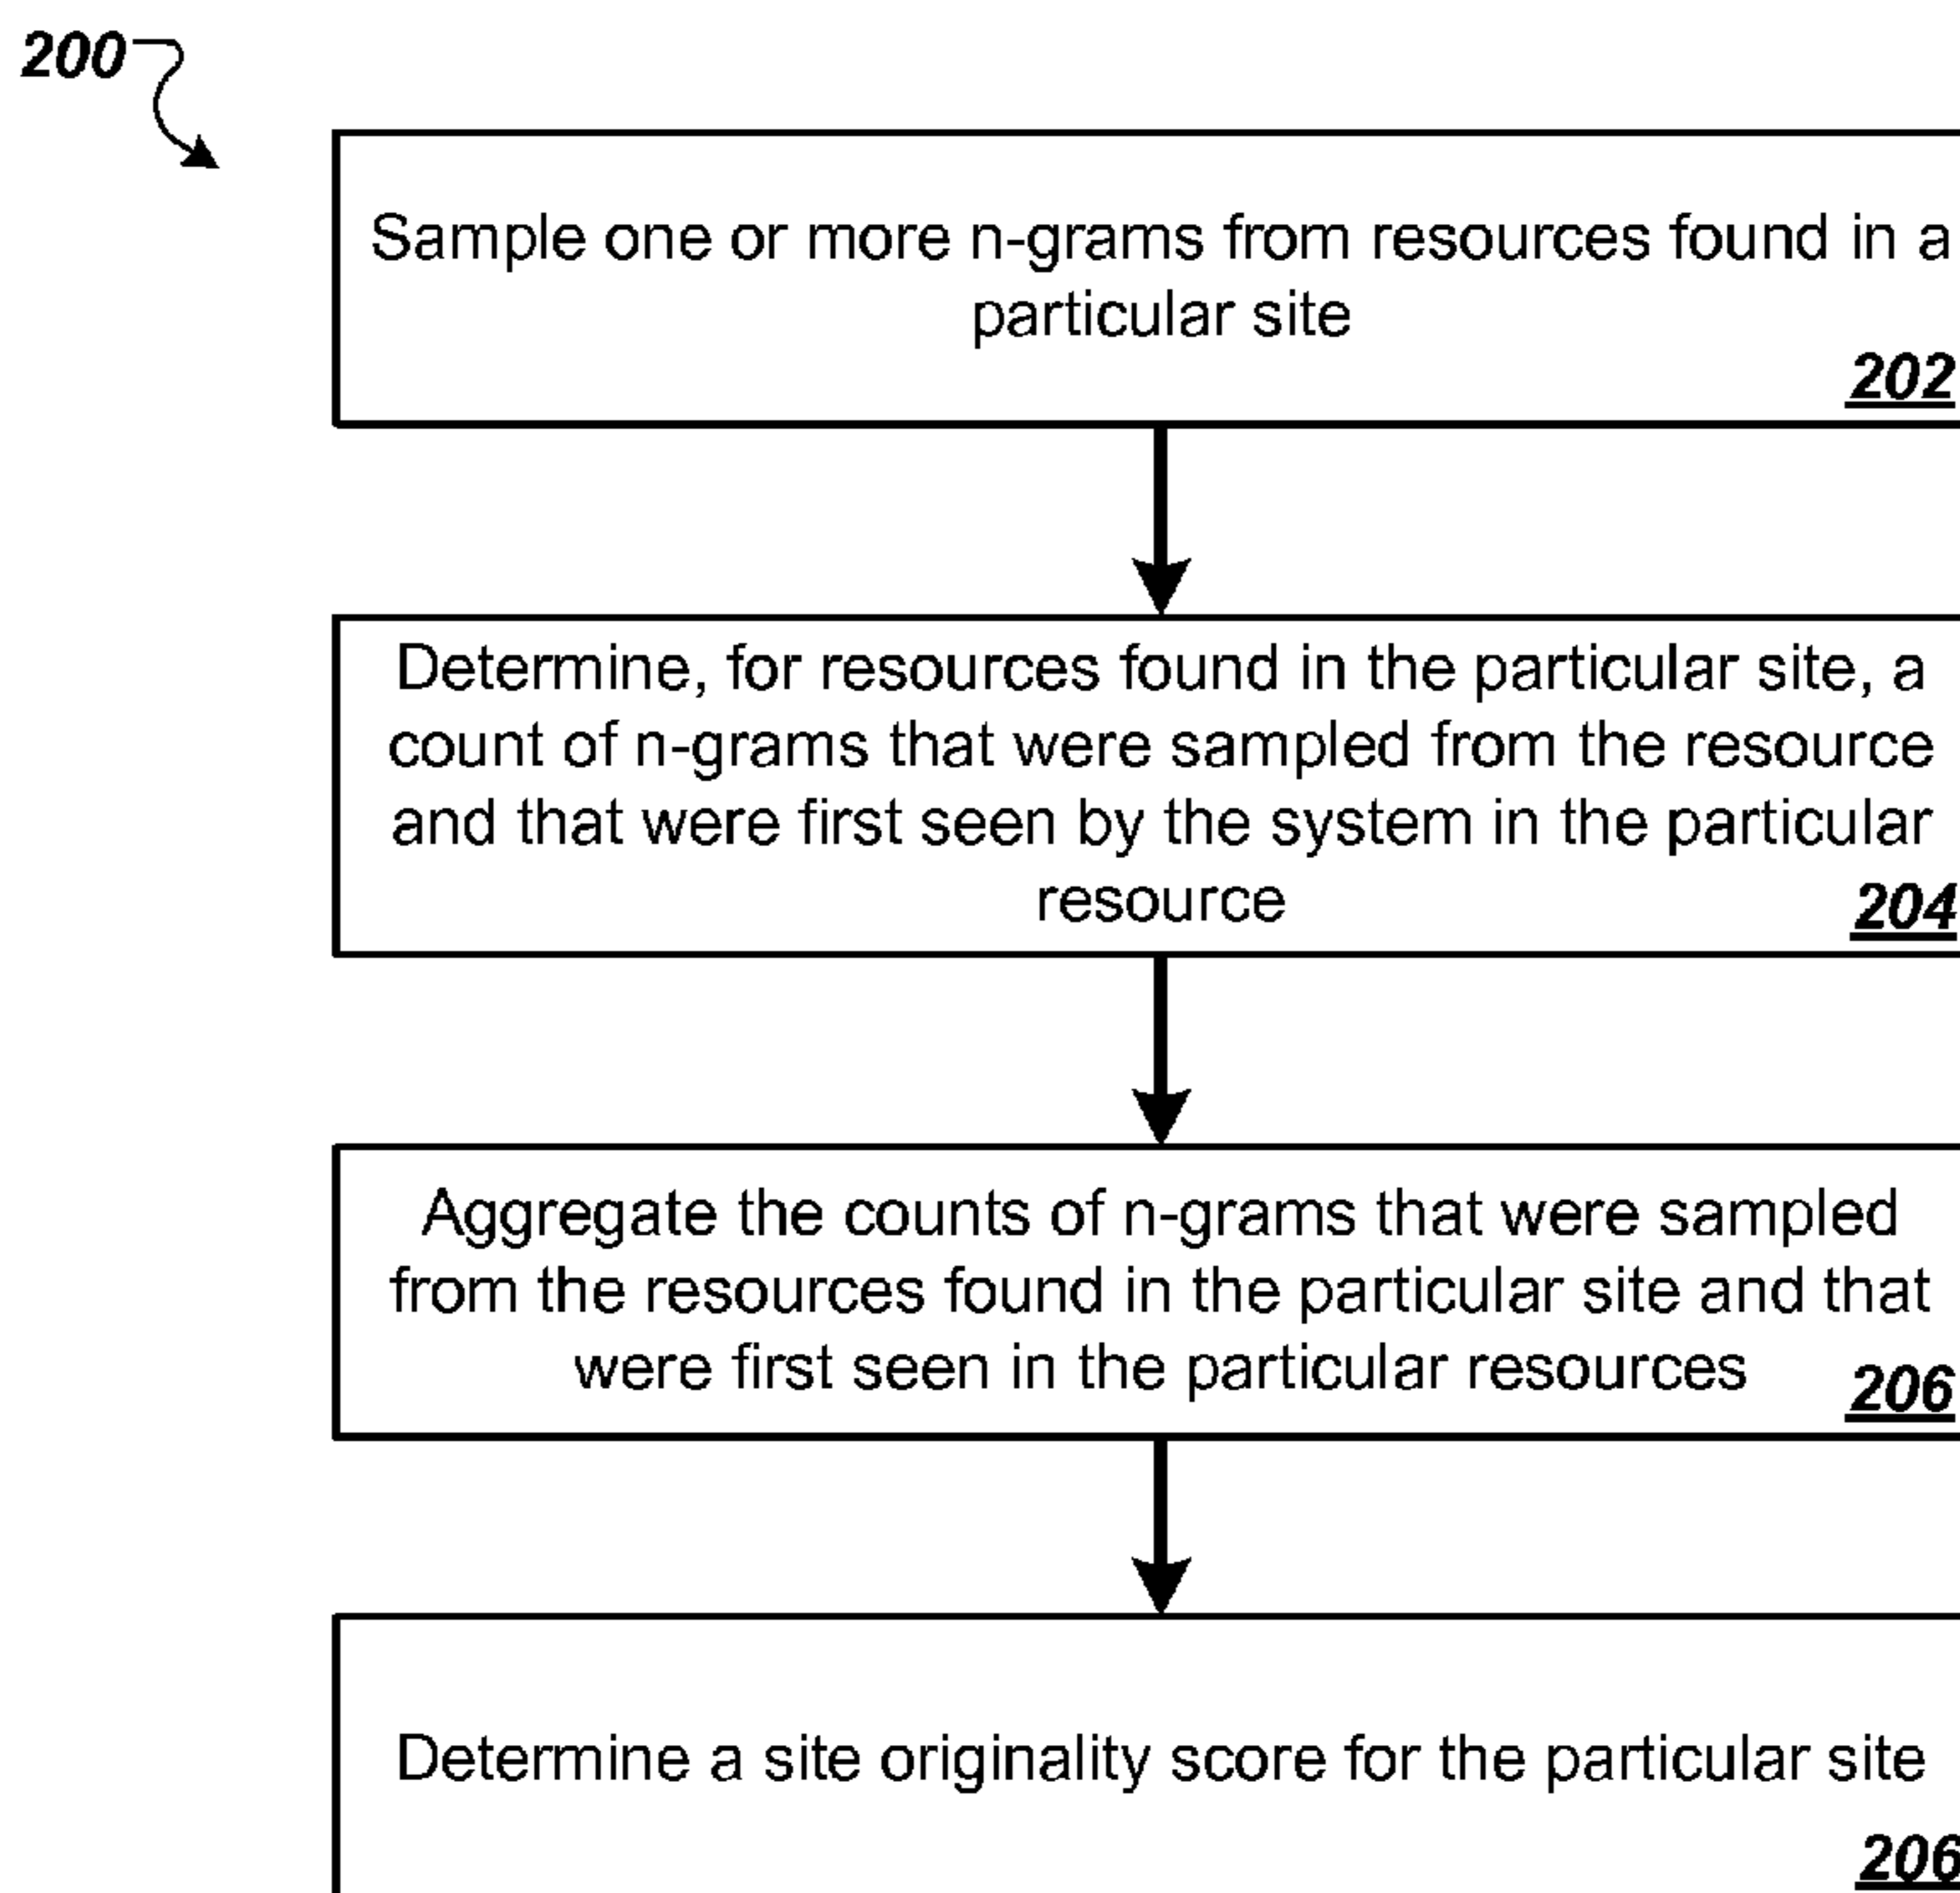 200
Sample one or more n-grams from resources found in a
particular site
202
Determine, for resources found in the particular site, a
count of n-grams that were sampled from the resource
and that were first seen by the system in the particular
resource
204
Aggregate the counts of n-grams that were sampled
from the resources found in the particular site and that
were first seen in the particular resources
206
Determine a site originality score for the particular site
206